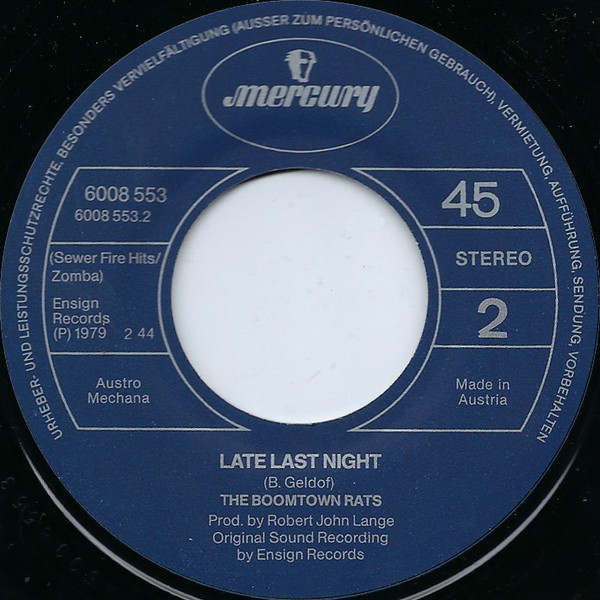 URHEBER- UND LEISTUNGSSCHUTZRECHTE, BESONDERS VERVIELFÄLTIGUNG (AUSSER ZUM PERSÖNLICHEN GEBRAUCH), VERMIETUNG, AUFFÜHRUNG, SENDUNG, VORBEHALTEN
mercury
6008 553
6008 553.2
(Sewer Fire Hits/
Zomba)
Ensign
Records
(P) 1979 2 44
Austro
Mechana
45
STEREO
2
Made in
Austria
LATE LAST NIGHT
(B. Geldof)
THE BOOMTOWN RATS
Prod. by Robert John Lange
Original Sound Recording
by Ensign Records